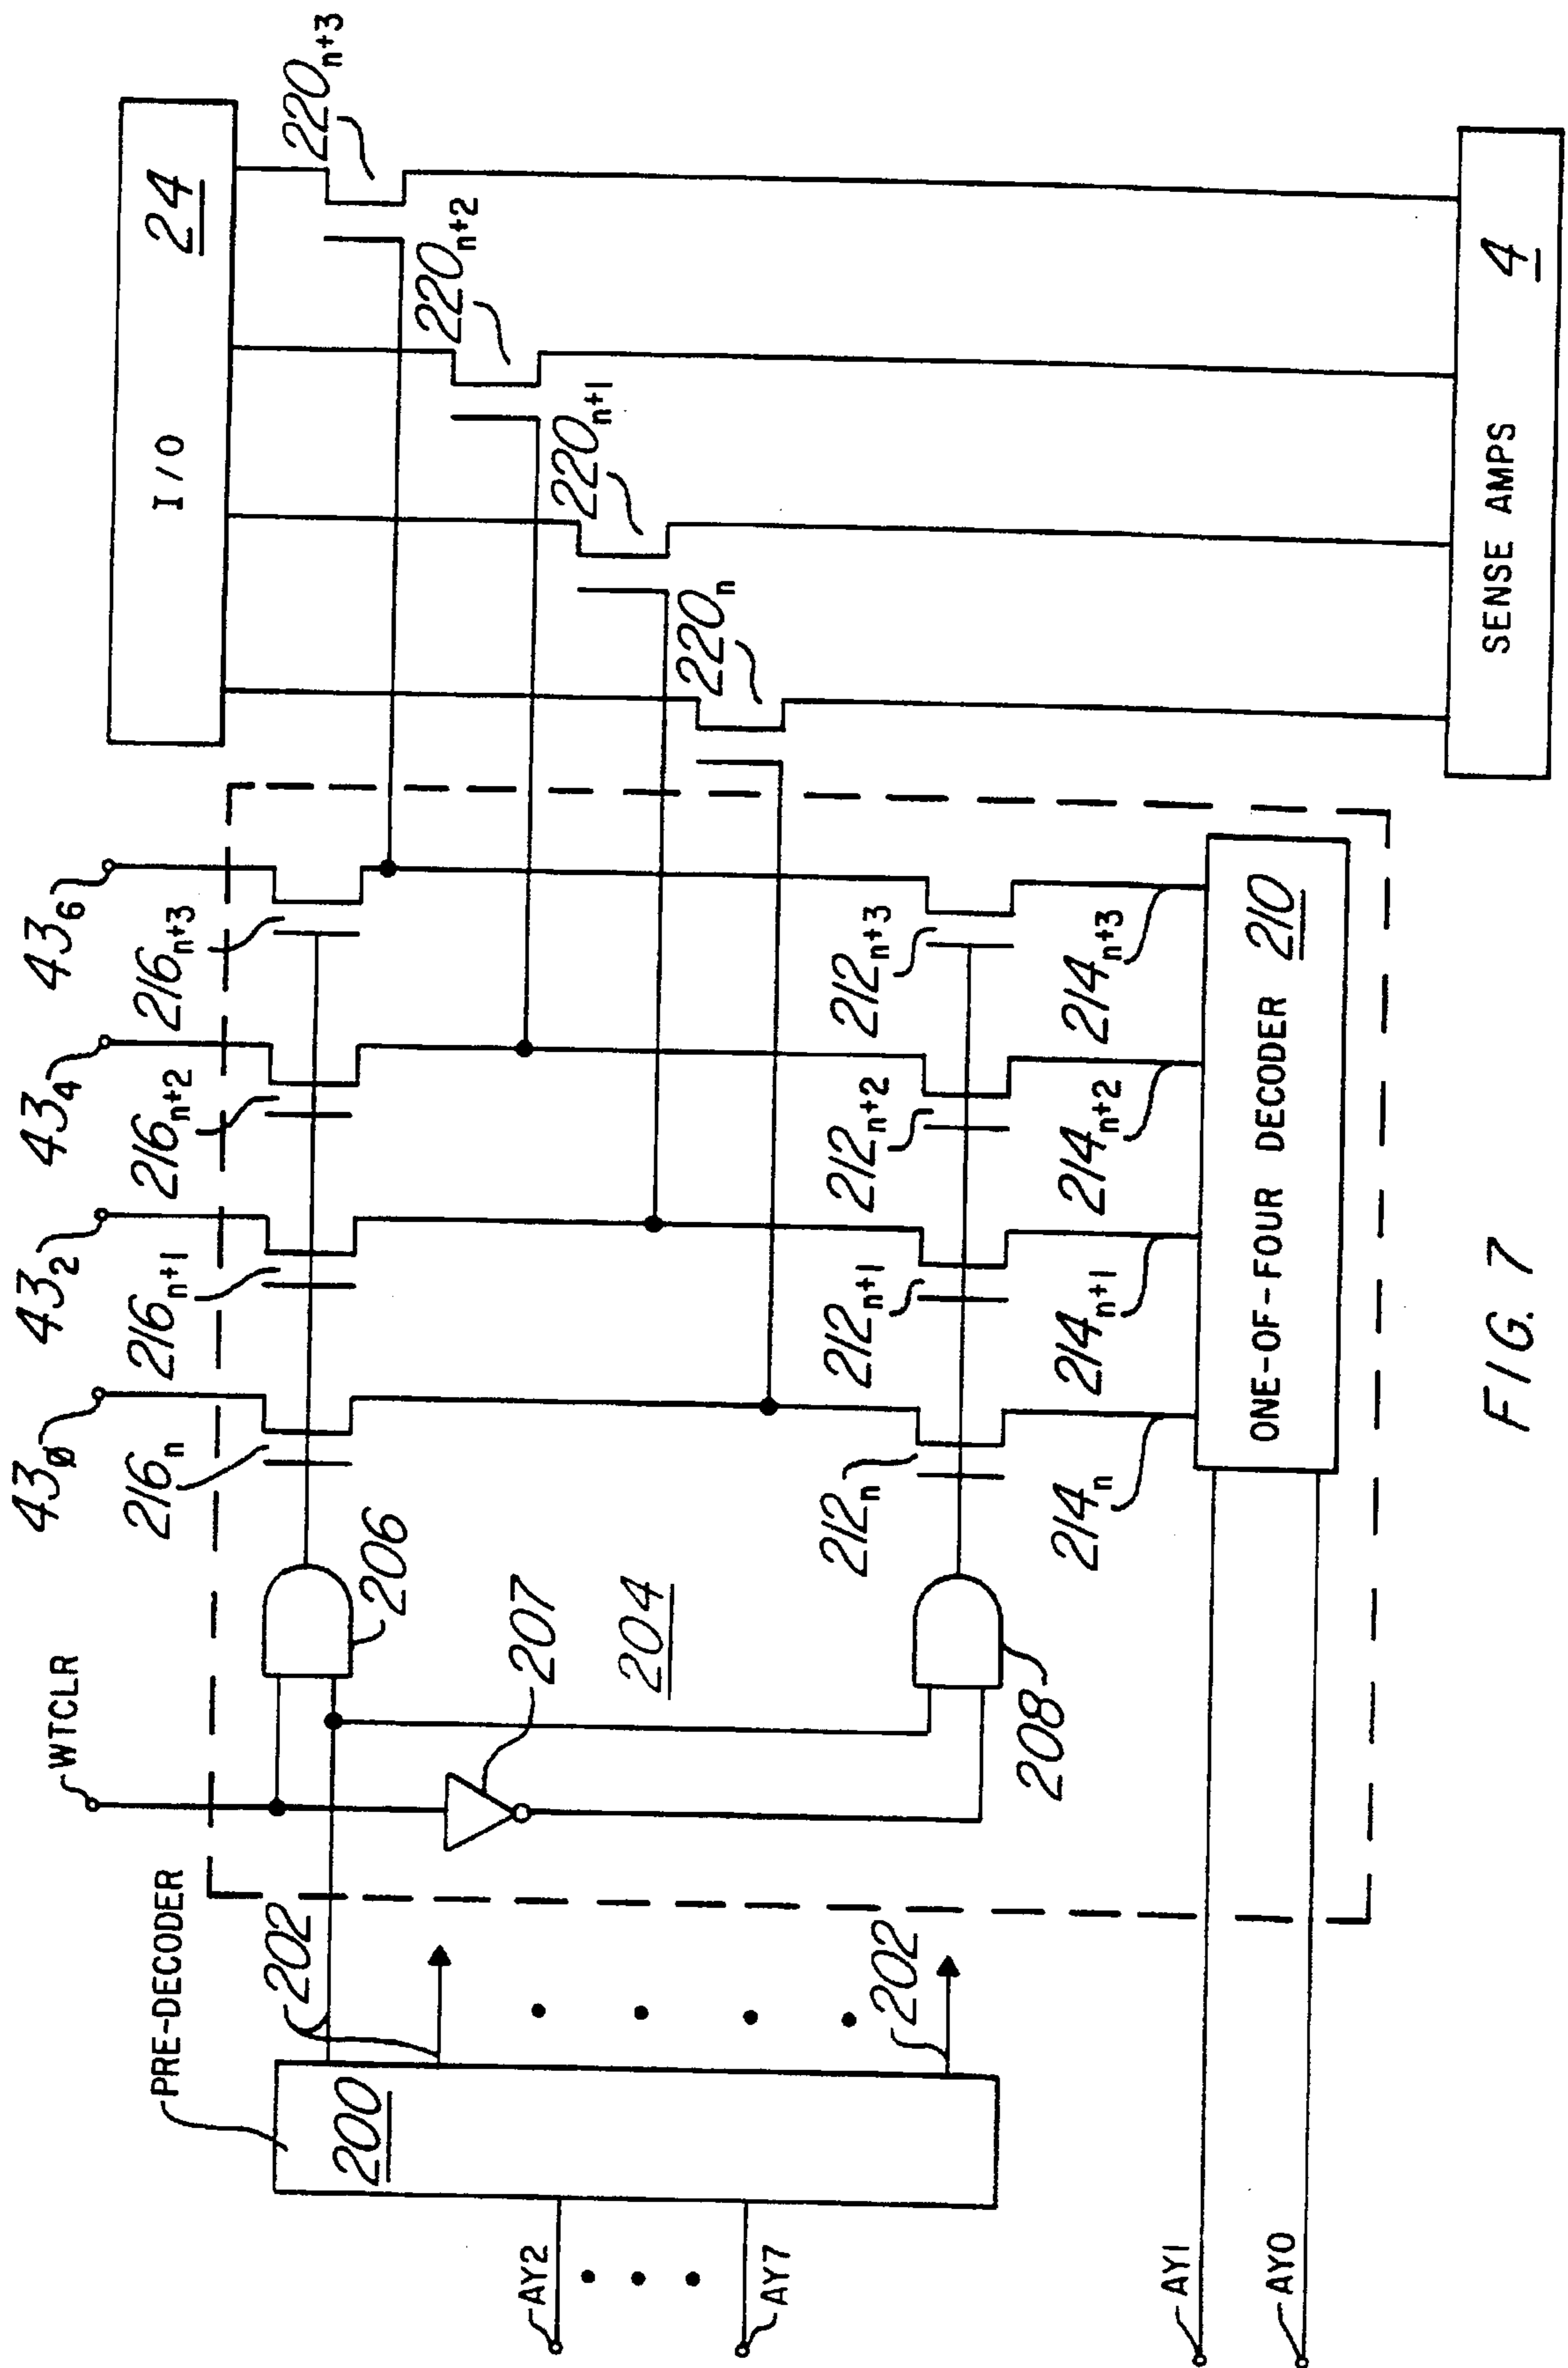 WTCLR
43ø
43₂
43₄
43₆
PRE-DECODER
216ₙ
216ₙ₊₁
216ₙ₊₂
216ₙ₊₃
I/O
24
220ₙ₊₃
220ₙ₊₂
220ₙ₊₁
220ₙ
202
200
206
207
204
202
208
212ₙ
212ₙ₊₁
212ₙ₊₂
212ₙ₊₃
AY2
AY7
214ₙ
214ₙ₊₁
214ₙ₊₂
214ₙ₊₃
AY1
AY0
ONE-OF-FOUR DECODER 210
SENSE AMPS 4
FIG. 7